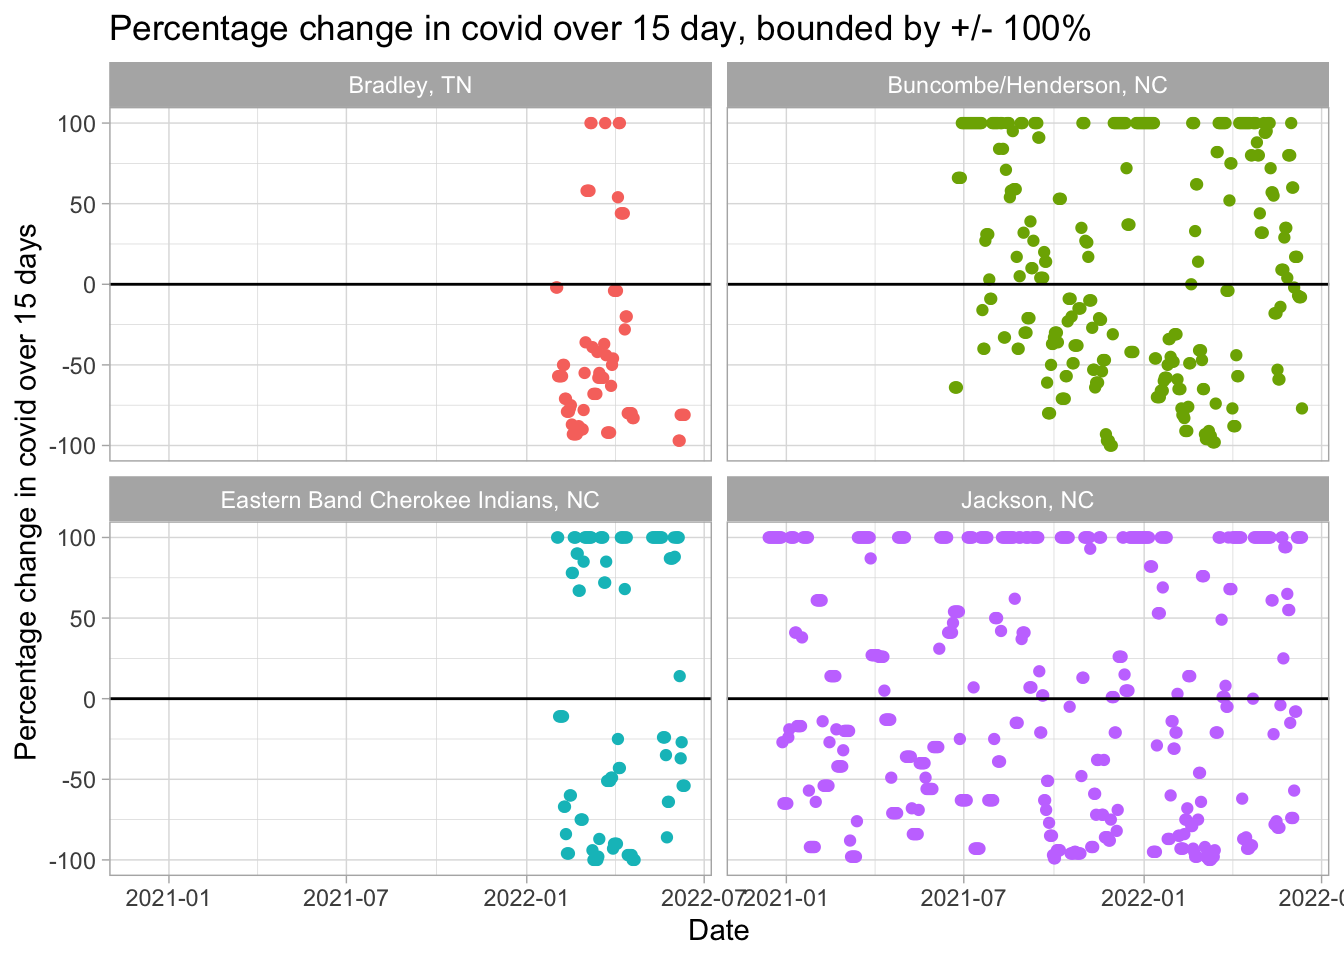 Percentage change in covid over 15 day, bounded by +/- 100%
Bradley, TN
Buncombe/Henderson, NC
100
50
0
-50
-100
Eastern Band Cherokee Indians, NC
Jackson, NC
100
50
0
-50
-100
Percentage change in covid over 15 days
2021-01
2021-07
2022-01
2022-07
2021-01
2021-07
2022-01
2022-0
Date